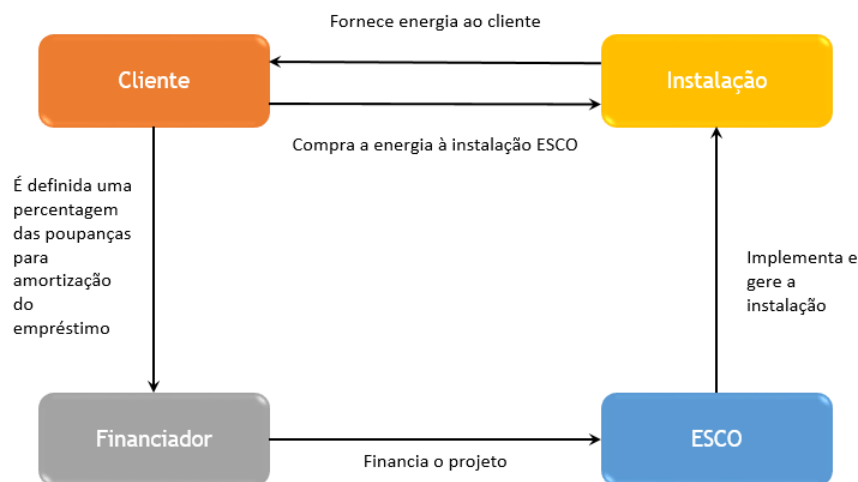 Fornece energia ao cliente
Cliente
Instalação
Compra a energia à instalação ESCO
É definida uma
percentagem
das poupanças
para
amortização
do
empréstimo
Implementa e
gere a
instalação
Financiador
ESCO
Financia o projeto